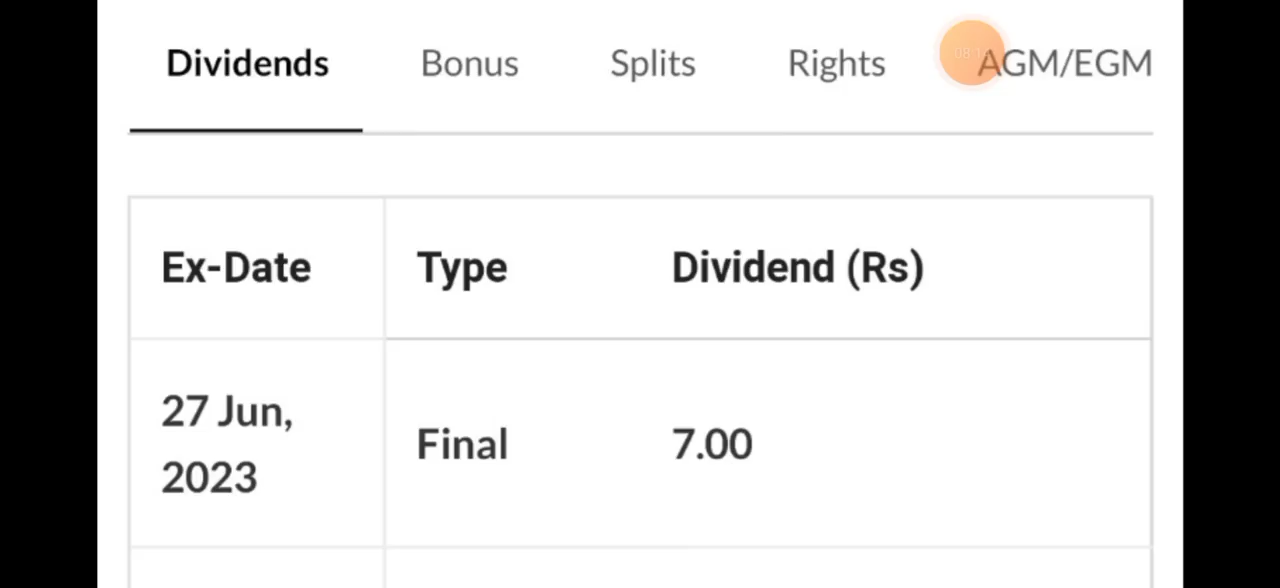 Dividends Bonus Splits Rights AGM/EGM
Ex-Date Type Dividend (Rs)
27 Jun,
2023 Final 7.00